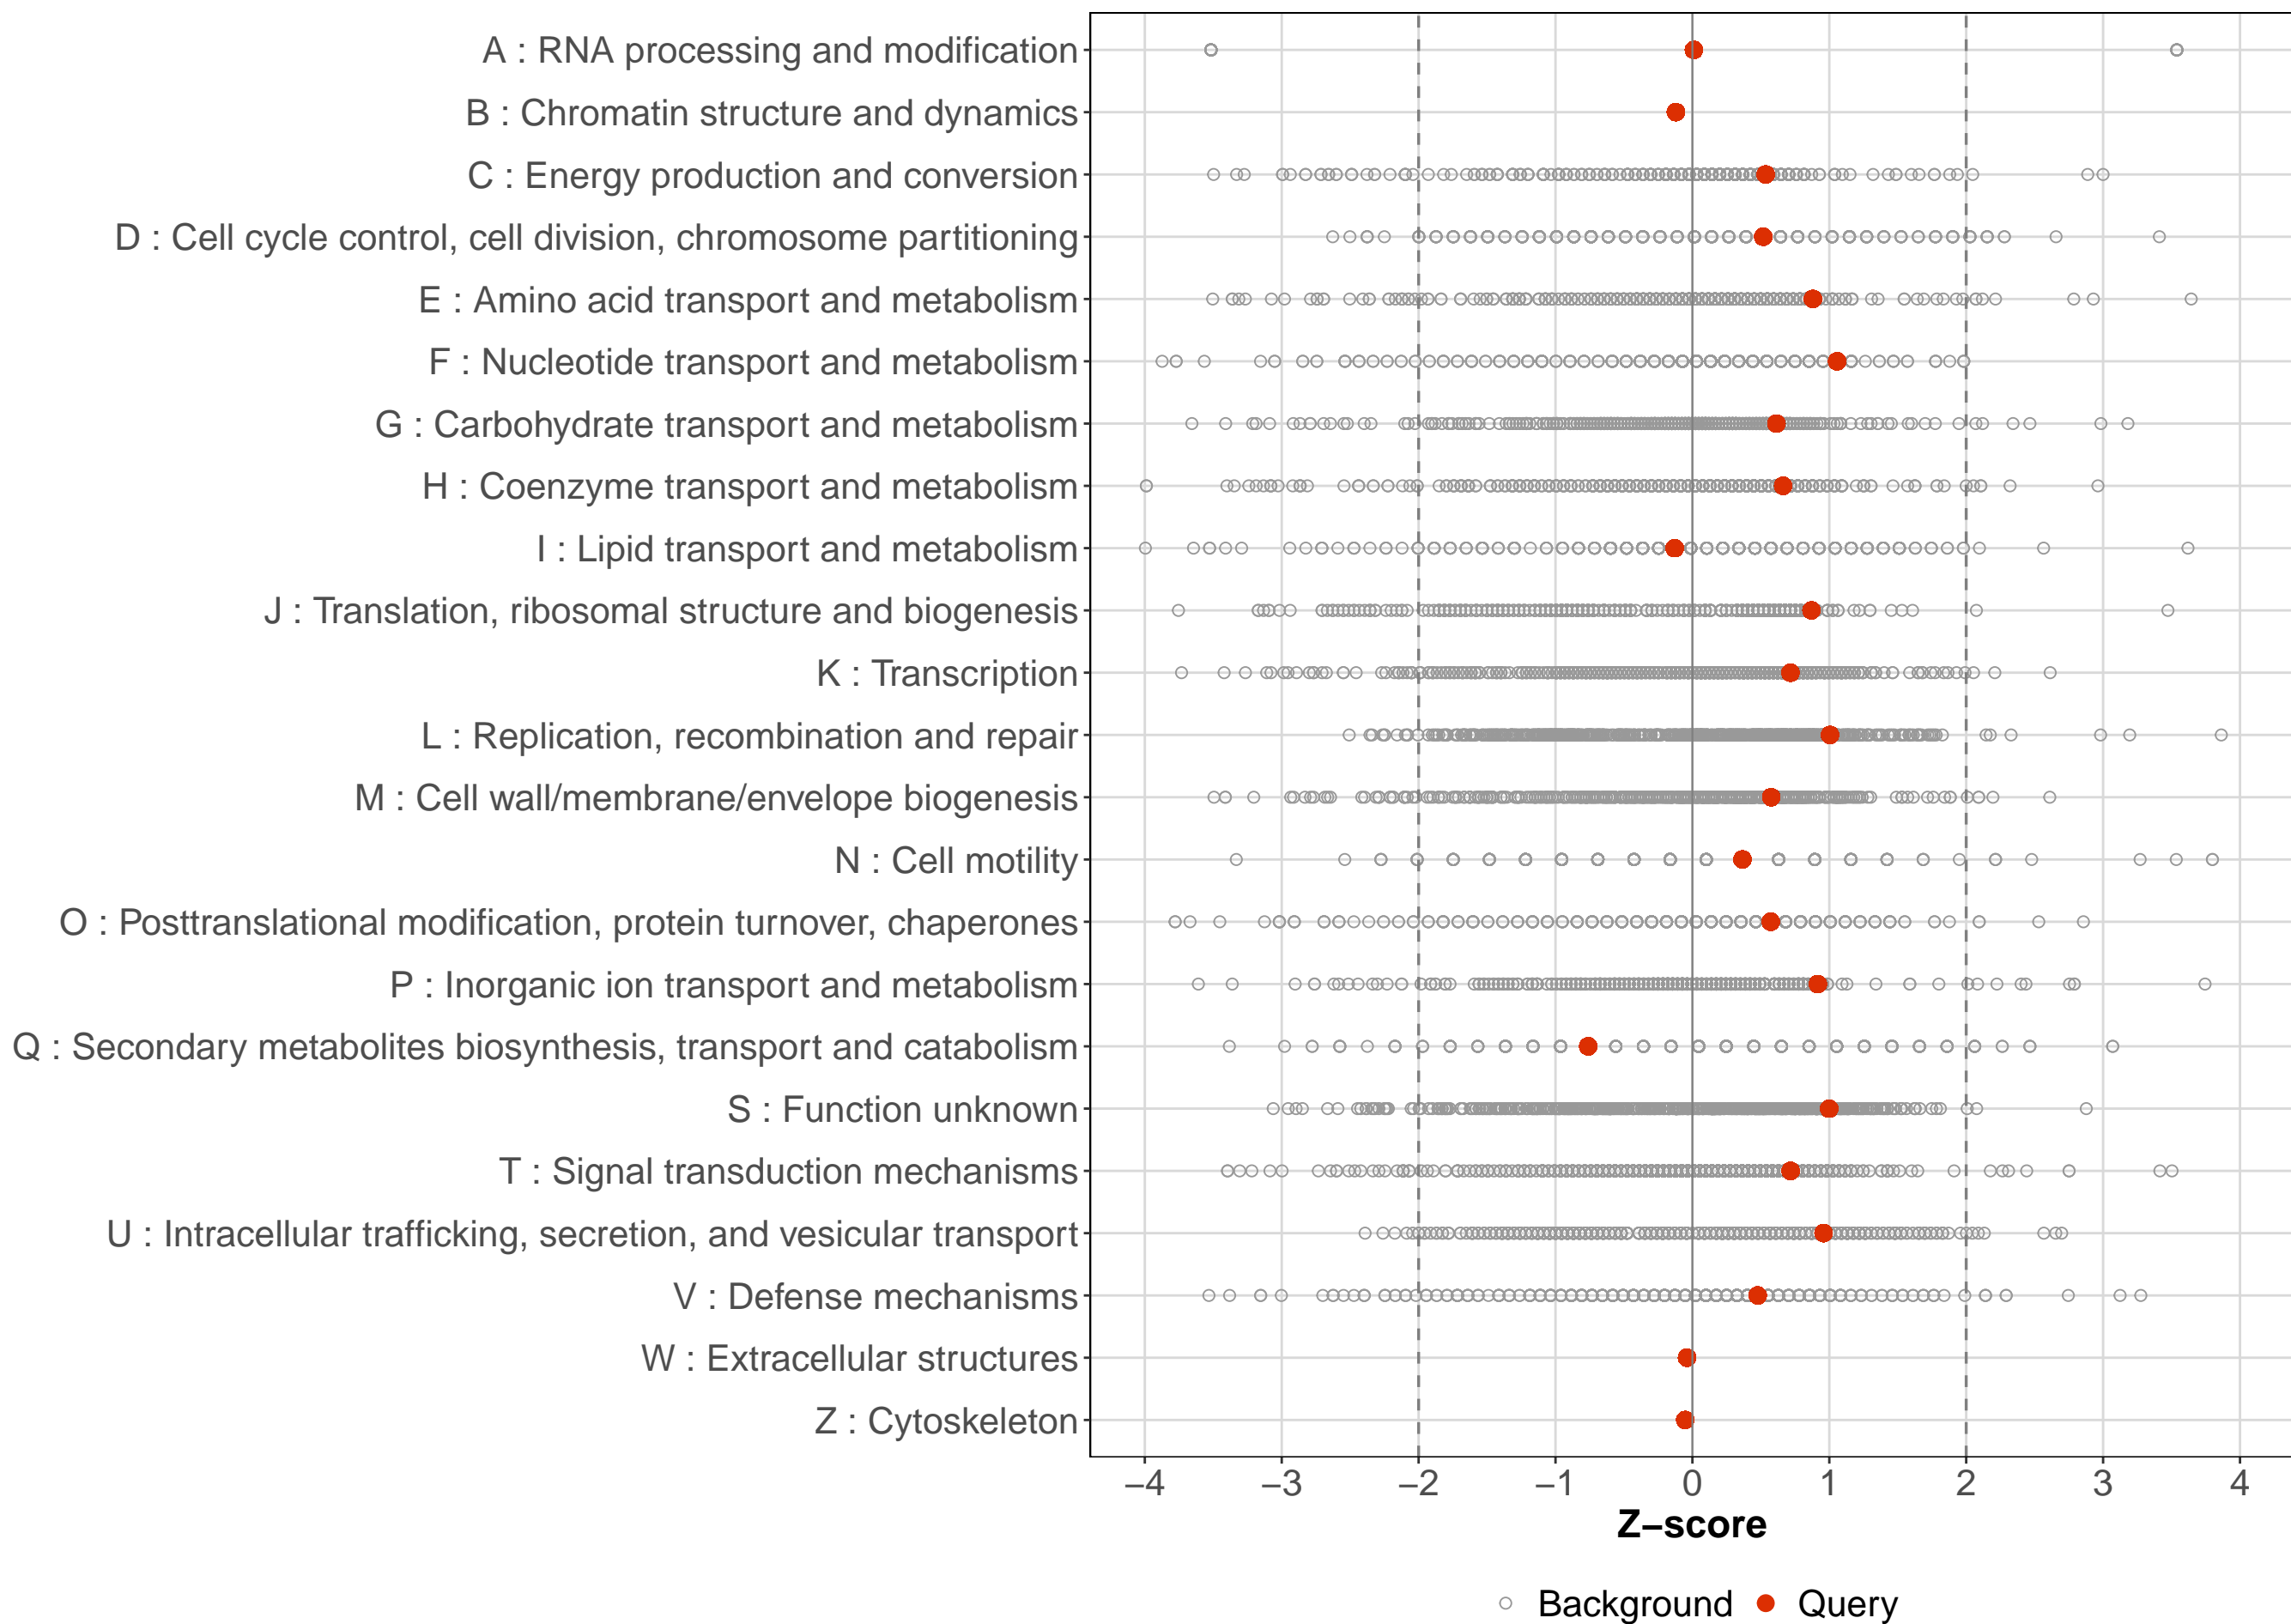 A : RNA processing and modification
B : Chromatin structure and dynamics
C : Energy production and conversion
D : Cell cycle control, cell division, chromosome partitioning
E : Amino acid transport and metabolism
F : Nucleotide transport and metabolism
G : Carbohydrate transport and metabolism
H : Coenzyme transport and metabolism
I : Lipid transport and metabolism
J : Translation, ribosomal structure and biogenesis
K : Transcription
L : Replication, recombination and repair
M : Cell wall/membrane/envelope biogenesis
N : Cell motility
O : Posttranslational modification, protein turnover, chaperones
P : Inorganic ion transport and metabolism
Q : Secondary metabolites biosynthesis, transport and catabolism
S : Function unknown
T : Signal transduction mechanisms
U : Intracellular trafficking, secretion, and vesicular transport
V : Defense mechanisms
W : Extracellular structures
Z : Cytoskeleton
−4 −3 −2 −1 0 1 2 3 4
Z−score
Background Query